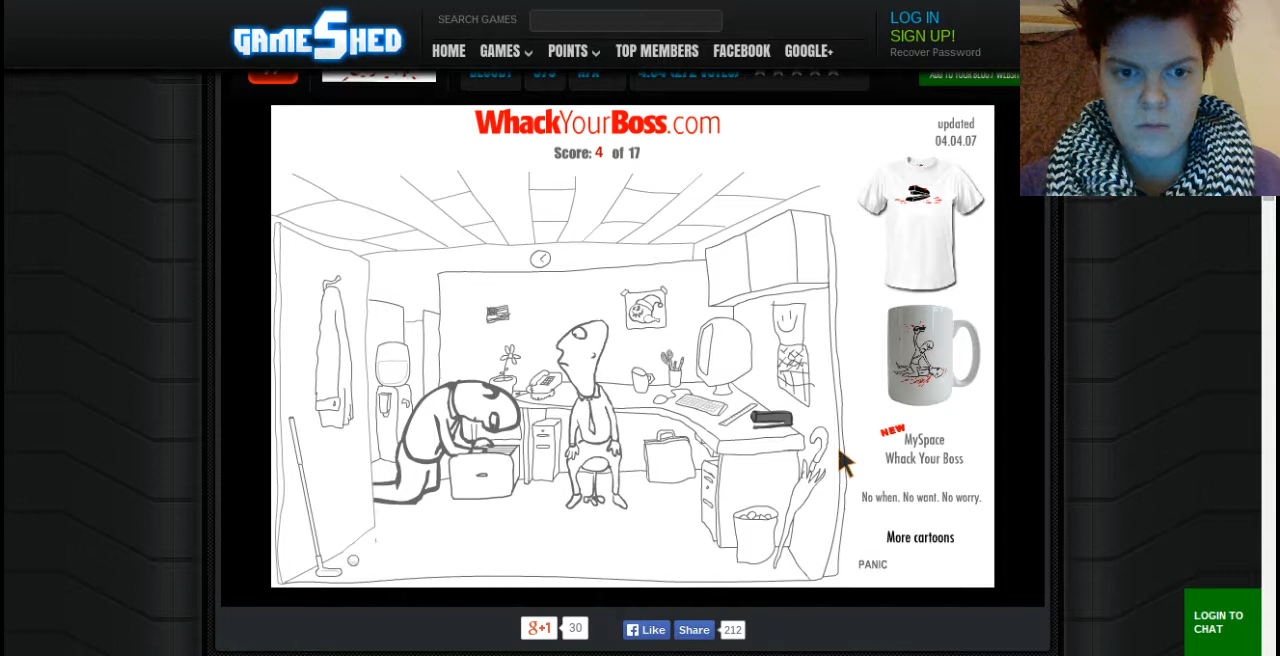 GAMESHED
SEARCH GAMES
LOG IN
SIGN UP!
Recover Password
HOME GAMES POINTS TOP MEMBERS FACEBOOK GOOGLE+
WhackYourBoss.com
Score: 4 of 17
updated
04.04.07
NEW
MySpace
Whack Your Boss
No when. No want. No worry.
More cartoons
PANIC
+1 30
Like Share 212
LOGIN TO
CHAT